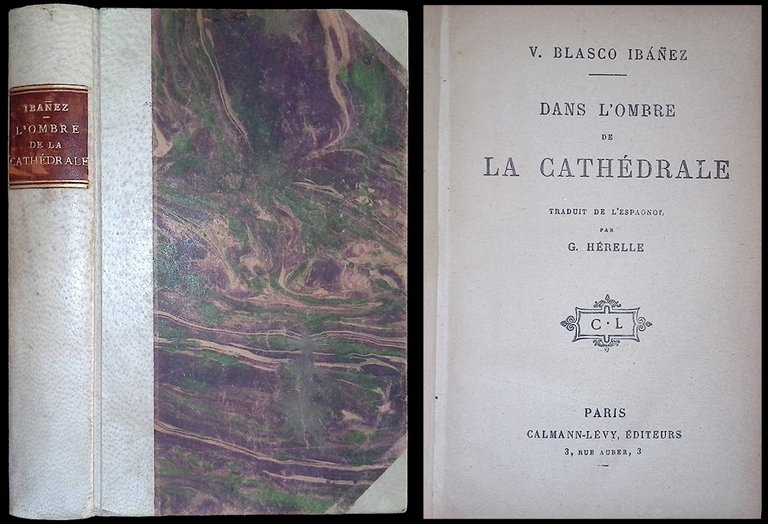 IBAÑEZ
L'OMBRE
DE LA
CATHÉDRALE
V. BLASCO IBÁÑEZ
DANS L'OMBRE
DE
LA CATHÉDRALE
TRADUIT DE L'ESPAGNOL
PAR
G. HÉRELLE
C·L
PARIS
CALMANN-LÉVY, ÉDITEURS
3, RUE AUBER, 3